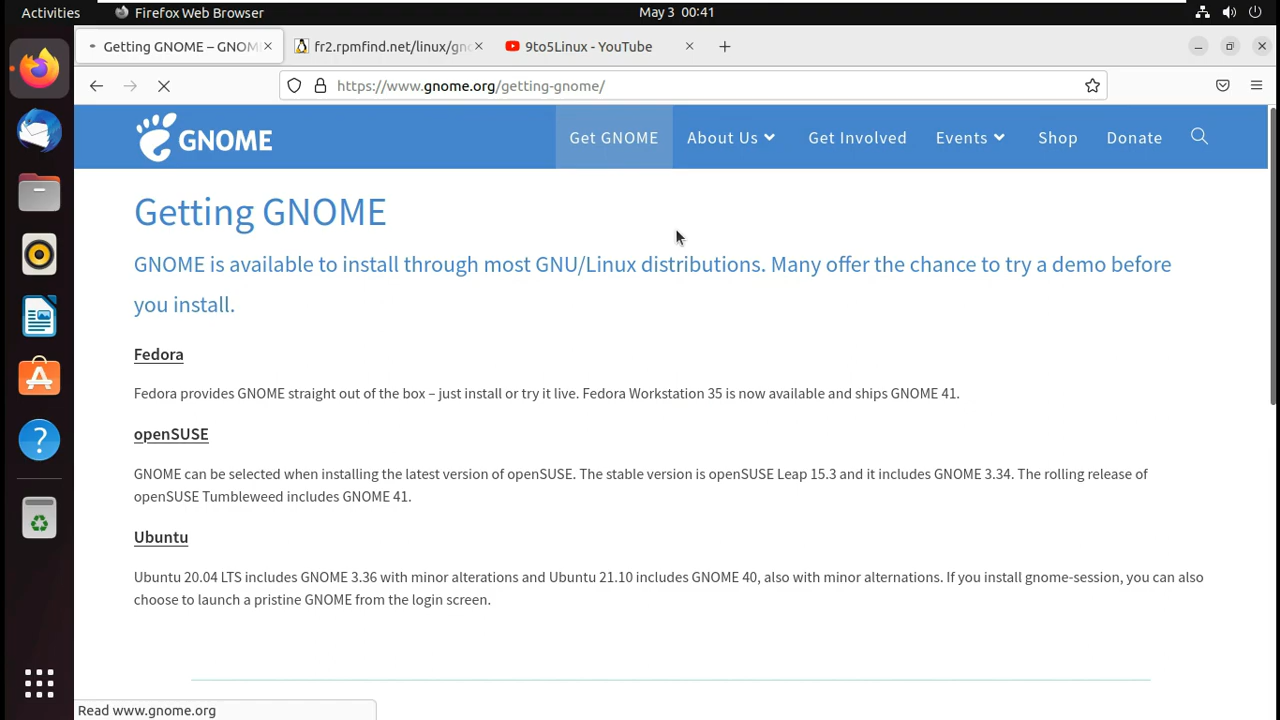 Activities Firefox Web Browser May 3 00:41
Getting GNOME – GNOM fr2.rpmfind.net/linux/gno 9to5Linux - YouTube
https://www.gnome.org/getting-gnome/
GNOME Get GNOME About Us Get Involved Events Shop Donate
Getting GNOME
GNOME is available to install through most GNU/Linux distributions. Many offer the chance to try a demo before
you install.
Fedora
Fedora provides GNOME straight out of the box – just install or try it live. Fedora Workstation 35 is now available and ships GNOME 41.
openSUSE
GNOME can be selected when installing the latest version of openSUSE. The stable version is openSUSE Leap 15.3 and it includes GNOME 3.34. The rolling release of
openSUSE Tumbleweed includes GNOME 41.
Ubuntu
Ubuntu 20.04 LTS includes GNOME 3.36 with minor alterations and Ubuntu 21.10 includes GNOME 40, also with minor alternations. If you install gnome-session, you can also
choose to launch a pristine GNOME from the login screen.
Read www.gnome.org